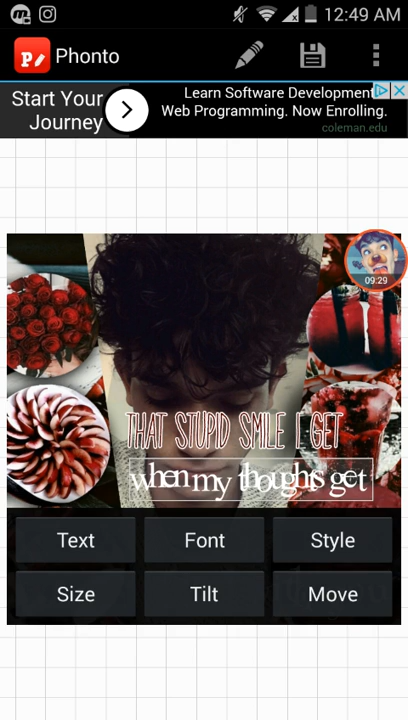 12:49 AM
Phonto
Start Your
Journey
Learn Software Development
Web Programming. Now Enrolling.
coleman.edu
09:29
THAT STUPID SMILE I GET
when my thoughts get
Text
Font
Style
Size
Tilt
Move